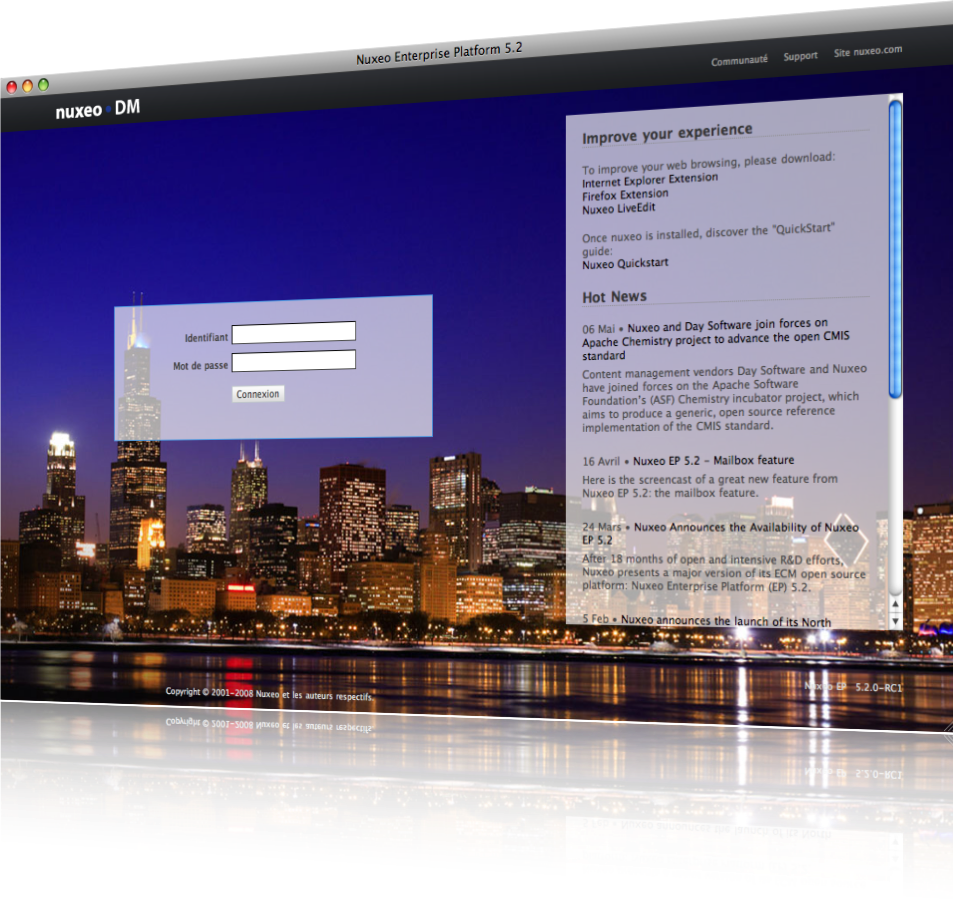 Nuxeo Enterprise Platform 5.2
Communauté Support Site nuxeo.com
nuxeo DM
Identifiant
Mot de passe
Connexion
Improve your experience
To improve your web browsing, please download:
Internet Explorer Extension
Firefox Extension
Nuxeo LiveEdit
Once nuxeo is installed, discover the "QuickStart"
guide:
Nuxeo Quickstart
Hot News
06 Mai • Nuxeo and Day Software join forces on
Apache Chemistry project to advance the open CMIS
standard
Content management vendors Day Software and Nuxeo
have joined forces on the Apache Software
Foundation's (ASF) Chemistry incubator project, which
aims to produce a generic, open source reference
implementation of the CMIS standard.
16 Avril • Nuxeo EP 5.2 - Mailbox feature
Here is the screencast of a great new feature from
Nuxeo EP 5.2: the mailbox feature.
24 Mars • Nuxeo Announces the Availability of Nuxeo
EP 5.2
After 18 months of open and intensive R&D efforts,
Nuxeo presents a major version of its ECM open source
platform: Nuxeo Enterprise Platform (EP) 5.2.
5 Feb • Nuxeo announces the launch of its North
Copyright © 2001-2008 Nuxeo et les auteurs respectifs.
Nuxeo EP 5.2.0-RC1